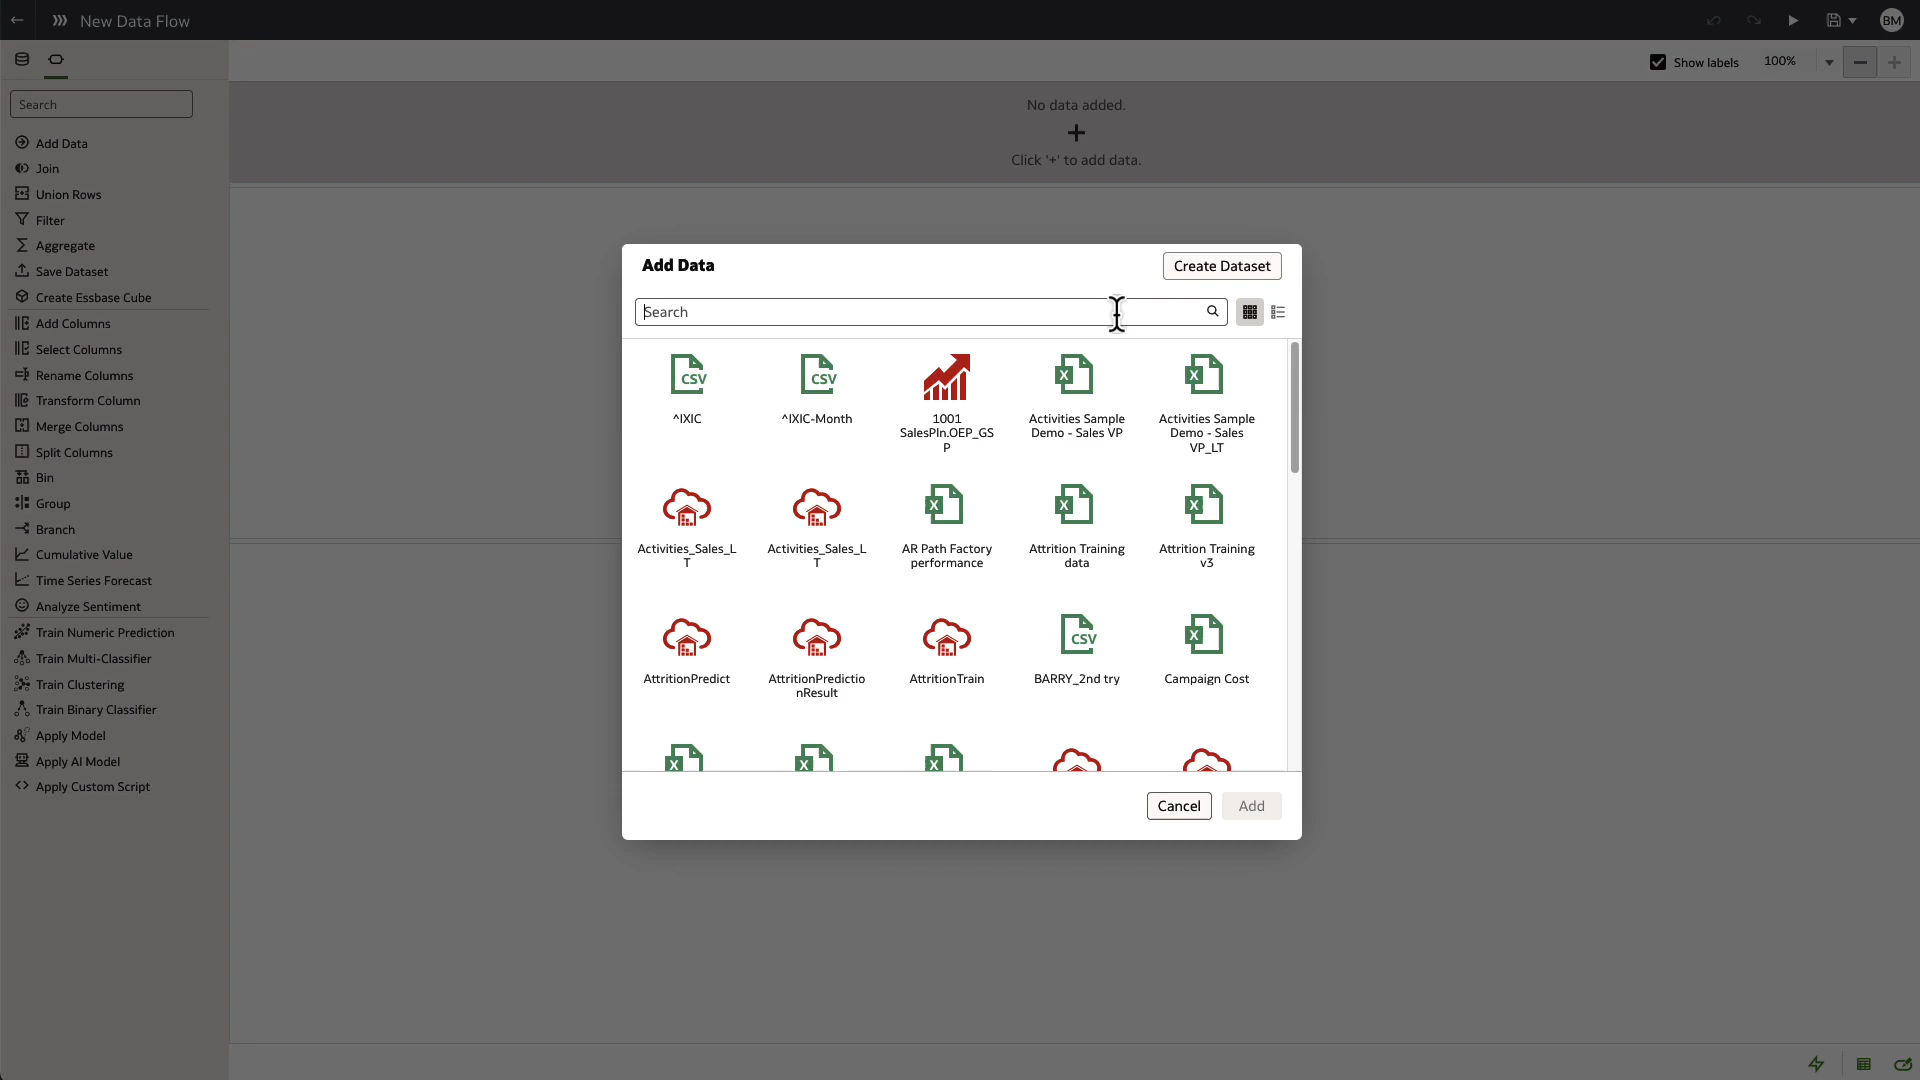 New Data Flow
BM
Show labels
100%
Search
Add Data
Join
Union Rows
Filter
Aggregate
Save Dataset
Create Essbase Cube
Add Columns
Select Columns
Rename Columns
Transform Column
Merge Columns
Split Columns
Bin
Group
Branch
Cumulative Value
Time Series Forecast
Analyze Sentiment
Train Numeric Prediction
Train Multi-Classifier
Train Clustering
Train Binary Classifier
Apply Model
Apply AI Model
Apply Custom Script
No data added.
Click '+' to add data.
Add Data
Create Dataset
Search
CSV
^IXIC
CSV
^IXIC-Month
1001
SalesPln.OEP_GS
P
X
Activities Sample
Demo - Sales VP
X
Activities Sample
Demo - Sales
VP_LT
Activities_Sales_L
T
Activities_Sales_L
T
X
AR Path Factory
performance
X
Attrition Training
data
X
Attrition Training
v3
AttritionPredict
AttritionPredictio
nResult
AttritionTrain
CSV
BARRY_2nd try
X
Campaign Cost
X
X
X
Cancel
Add